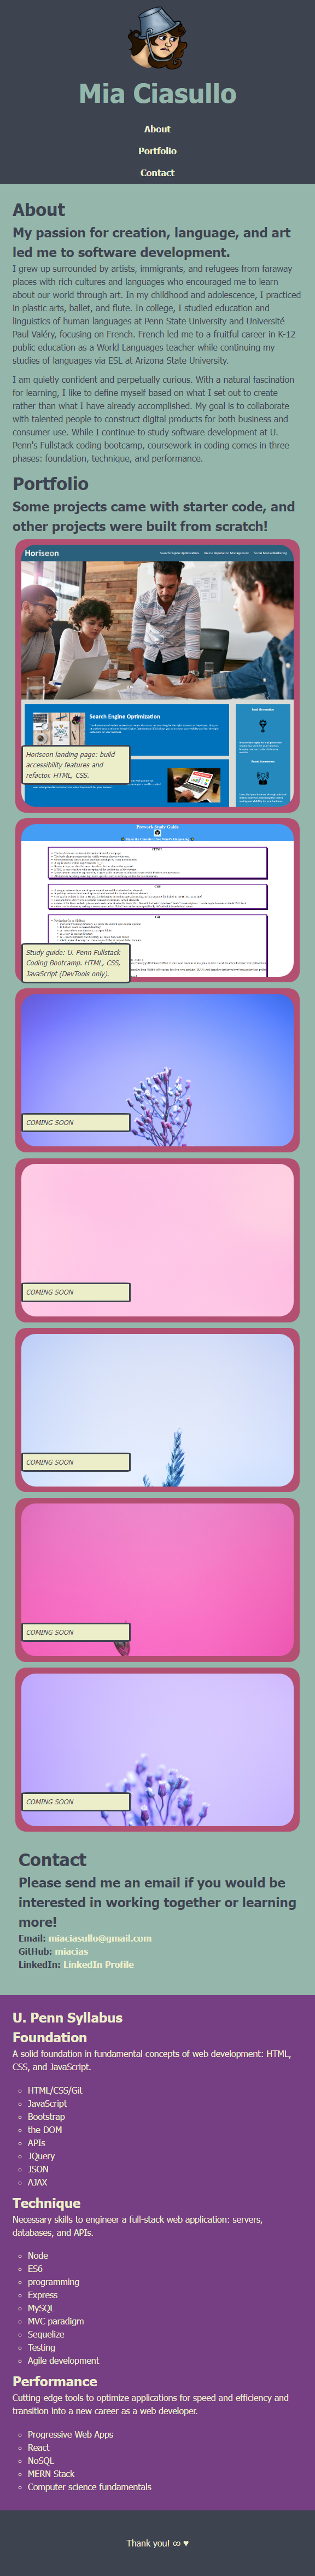 Mia Ciasullo
About
Portfolio
Contact
About
My passion for creation, language, and art
led me to software development.
I grew up surrounded by artists, immigrants, and refugees from faraway
places with rich cultures and languages who encouraged me to learn
about our world through art. In my childhood and adolescence, I practiced
in plastic arts, ballet, and flute. In college, I studied education and
linguistics of human languages at Penn State University and Université
Paul Valéry, focusing on French. French led me to a fruitful career in K-12
public education as a World Languages teacher while continuing my
studies of languages via ESL at Arizona State University.
I am quietly confident and perpetually curious. With a natural fascination
for learning, I like to define myself based on what I set out to create
rather than what I have already accomplished. My goal is to collaborate
with talented people to construct digital products for both business and
consumer use. While I continue to study software development at U.
Penn's Fullstack coding bootcamp, coursework in coding comes in three
phases: foundation, technique, and performance.
Portfolio
Some projects came with starter code, and
other projects were built from scratch!
Horiseon
Search Engine Optimization
Online Reputation Management
Social Media Marketing
Search Engine Optimization
Horiseon landing page: build
accessibility features and
refactor. HTML, CSS.
Prework Study Guide
HTML
CSS
Git
Study guide: U. Penn Fullstack
Coding Bootcamp. HTML, CSS,
JavaScript (DevTools only).
COMING SOON
COMING SOON
COMING SOON
COMING SOON
COMING SOON
Contact
Please send me an email if you would be
interested in working together or learning
more!
Email: miaciasullo@gmail.com
GitHub: miacias
LinkedIn: LinkedIn Profile
U. Penn Syllabus
Foundation
A solid foundation in fundamental concepts of web development: HTML,
CSS, and JavaScript.
HTML/CSS/Git
JavaScript
Bootstrap
the DOM
APIs
JQuery
JSON
AJAX
Technique
Necessary skills to engineer a full-stack web application: servers,
databases, and APIs.
Node
ES6
programming
Express
MySQL
MVC paradigm
Sequelize
Testing
Agile development
Performance
Cutting-edge tools to optimize applications for speed and efficiency and
transition into a new career as a web developer.
Progressive Web Apps
React
NoSQL
MERN Stack
Computer science fundamentals
Thank you! ∞ ♥